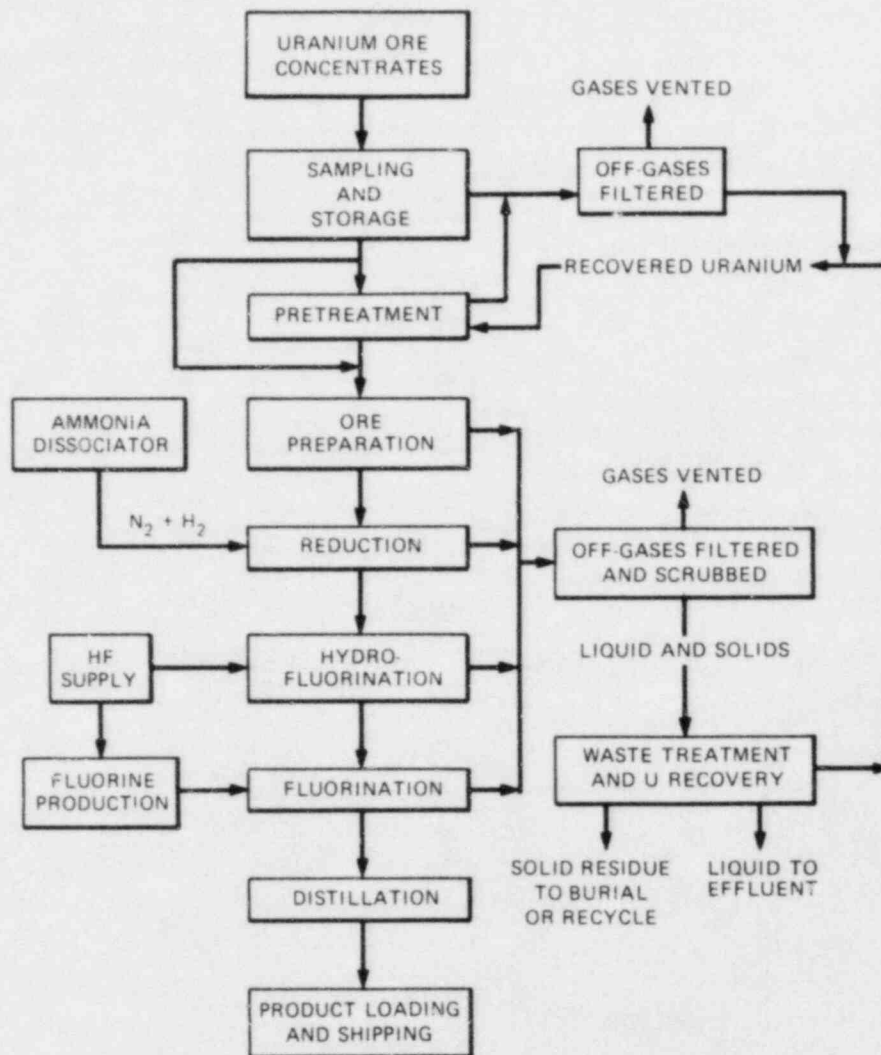 URANIUM ORE
CONCENTRATES
GASES VENTED
SAMPLING
AND
STORAGE
OFF-GASES
FILTERED
RECOVERED URANIUM
PRETREATMENT
AMMONIA
DISSOCIATOR
ORE
PREPARATION
GASES VENTED
N₂ + H₂
REDUCTION
OFF-GASES FILTERED
AND SCRUBBED
HF
SUPPLY
HYDRO-
FLUORINATION
LIQUID AND SOLIDS
FLUORINE
PRODUCTION
FLUORINATION
WASTE TREATMENT
AND U RECOVERY
DISTILLATION
SOLID RESIDUE
TO BURIAL
OR RECYCLE
LIQUID TO
EFFLUENT
PRODUCT LOADING
AND SHIPPING